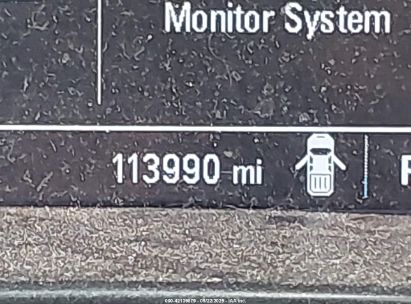 Monitor System
113990 mi